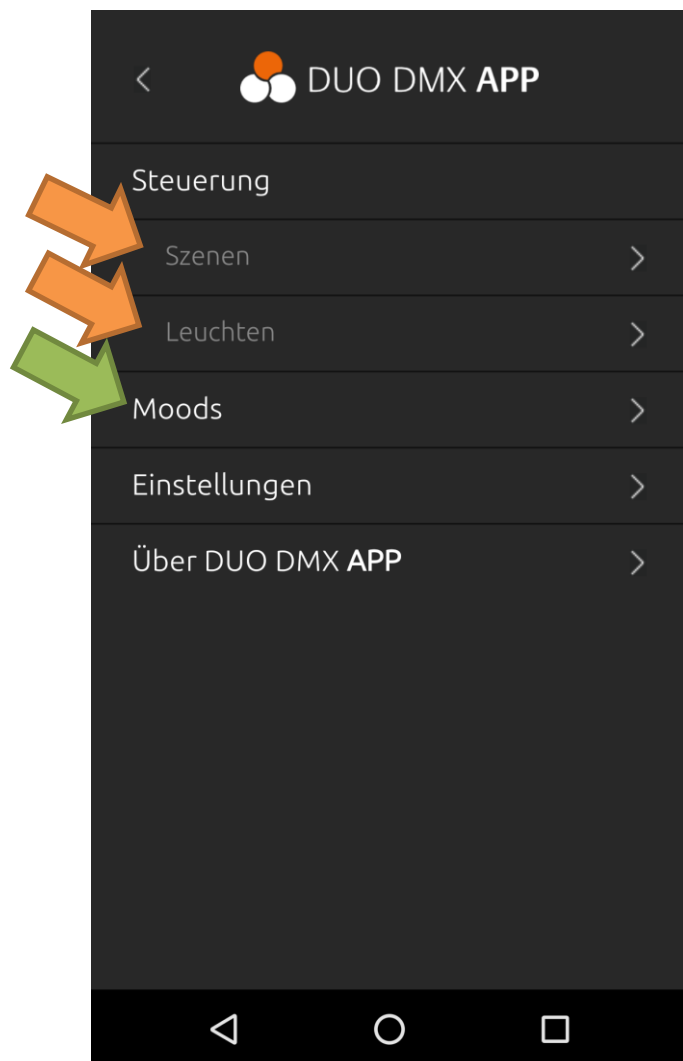 DUO DMX APP
Steuerung
Szenen
Leuchten
Moods
Einstellungen
Über DUO DMX APP